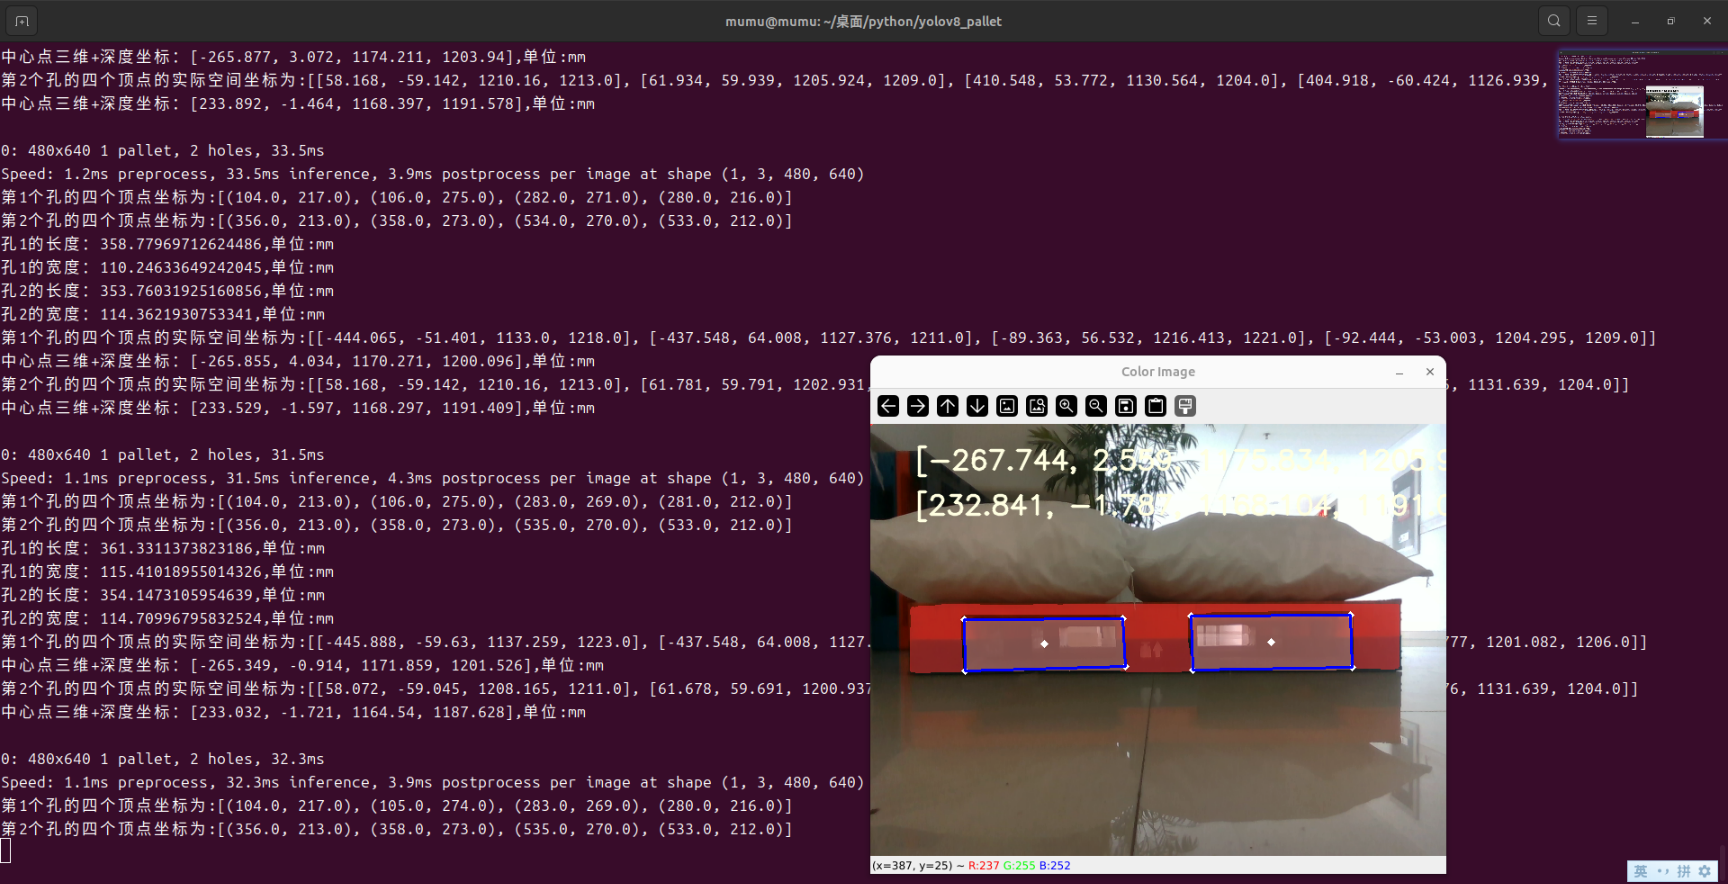 mumu@mumu: ~/桌面/python/yolov8_pallet
中心点三维+深度坐标：[-265.877, 3.072, 1174.211, 1203.94],单位:mm
第2个孔的四个顶点的实际空间坐标为:[[58.168, -59.142, 1210.16, 1213.0], [61.934, 59.939, 1205.924, 1209.0], [410.548, 53.772, 1130.564, 1204.0], [404.918, -60.424, 1126.939,
中心点三维+深度坐标：[233.892, -1.464, 1168.397, 1191.578],单位:mm
0: 480x640 1 pallet, 2 holes, 33.5ms
Speed: 1.2ms preprocess, 33.5ms inference, 3.9ms postprocess per image at shape (1, 3, 480, 640)
第1个孔的四个顶点坐标为:[(104.0, 217.0), (106.0, 275.0), (282.0, 271.0), (280.0, 216.0)]
第2个孔的四个顶点坐标为:[(356.0, 213.0), (358.0, 273.0), (534.0, 270.0), (533.0, 212.0)]
孔1的长度：358.77969712624486,单位:mm
孔1的宽度：110.24633649242045,单位:mm
孔2的长度：353.76031925160856,单位:mm
孔2的宽度：114.3621930753341,单位:mm
第1个孔的四个顶点的实际空间坐标为:[[-444.065, -51.401, 1133.0, 1218.0], [-437.548, 64.008, 1127.376, 1211.0], [-89.363, 56.532, 1216.413, 1221.0], [-92.444, -53.003, 1204.295, 1209.0]]
中心点三维+深度坐标：[-265.855, 4.034, 1170.271, 1200.096],单位:mm
第2个孔的四个顶点的实际空间坐标为:[[58.168, -59.142, 1210.16, 1213.0], [61.781, 59.791, 1202.931, , 1131.639, 1204.0]]
中心点三维+深度坐标：[233.529, -1.597, 1168.297, 1191.409],单位:mm
0: 480x640 1 pallet, 2 holes, 31.5ms
Speed: 1.1ms preprocess, 31.5ms inference, 4.3ms postprocess per image at shape (1, 3, 480, 640)
第1个孔的四个顶点坐标为:[(104.0, 213.0), (106.0, 275.0), (283.0, 269.0), (281.0, 212.0)]
第2个孔的四个顶点坐标为:[(356.0, 213.0), (358.0, 273.0), (535.0, 270.0), (533.0, 212.0)]
孔1的长度：361.3311373823186,单位:mm
孔1的宽度：115.41018955014326,单位:mm
孔2的长度：354.1473105954639,单位:mm
孔2的宽度：114.70996795832524,单位:mm
第1个孔的四个顶点的实际空间坐标为:[[-445.888, -59.63, 1137.259, 1223.0], [-437.548, 64.008, 1127. 77, 1201.082, 1206.0]]
中心点三维+深度坐标：[-265.349, -0.914, 1171.859, 1201.526],单位:mm
第2个孔的四个顶点的实际空间坐标为:[[58.072, -59.045, 1208.165, 1211.0], [61.678, 59.691, 1200.937 6, 1131.639, 1204.0]]
中心点三维+深度坐标：[233.032, -1.721, 1164.54, 1187.628],单位:mm
0: 480x640 1 pallet, 2 holes, 32.3ms
Speed: 1.1ms preprocess, 32.3ms inference, 3.9ms postprocess per image at shape (1, 3, 480, 640)
第1个孔的四个顶点坐标为:[(104.0, 217.0), (105.0, 274.0), (283.0, 269.0), (280.0, 216.0)]
第2个孔的四个顶点坐标为:[(356.0, 213.0), (358.0, 273.0), (535.0, 270.0), (533.0, 212.0)]
Color Image
[-267.744,
[232.841,
(x=387, y=25) ~ R:237 G:255 B:252
英 拼